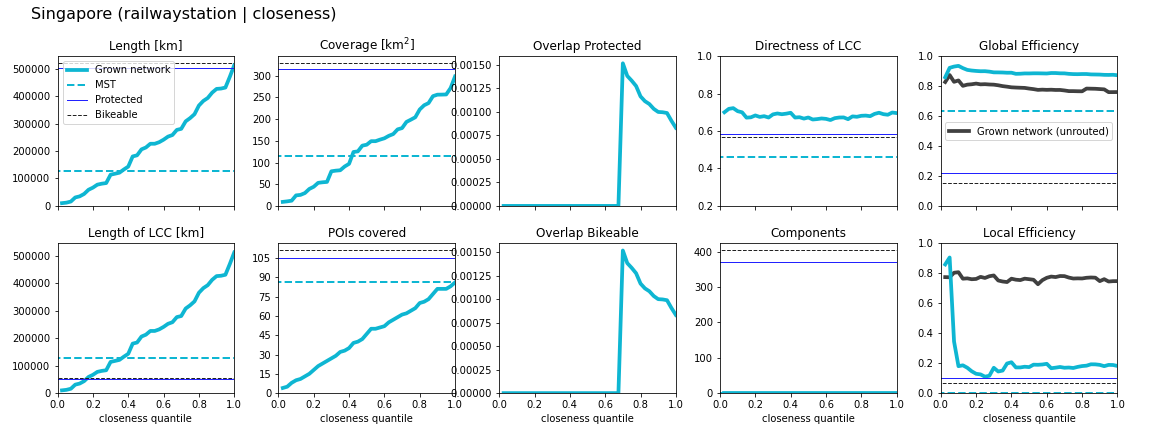 Singapore (railwaystation | closeness)
Length [km]
500000
400000
300000
200000
100000
0
Grown network
MST
Protected
Bikeable
Coverage [km²]
300
250
200
150
100
50
0
Overlap Protected
0.00150
0.00125
0.00100
0.00075
0.00050
0.00025
0.00000
Directness of LCC
1.0
0.8
0.6
0.4
0.2
Global Efficiency
1.0
0.8
0.6
0.4
0.2
0.0
Grown network (unrouted)
Length of LCC [km]
500000
400000
300000
200000
100000
0
0.0 0.2 0.4 0.6 0.8 1.0
closeness quantile
POIs covered
105
90
75
60
45
30
15
0
0.0 0.2 0.4 0.6 0.8 1.0
closeness quantile
Overlap Bikeable
0.00150
0.00125
0.00100
0.00075
0.00050
0.00025
0.00000
0.0 0.2 0.4 0.6 0.8 1.0
closeness quantile
Components
400
300
200
100
0
0.0 0.2 0.4 0.6 0.8 1.0
closeness quantile
Local Efficiency
1.0
0.8
0.6
0.4
0.2
0.0
0.0 0.2 0.4 0.6 0.8 1.0
closeness quantile